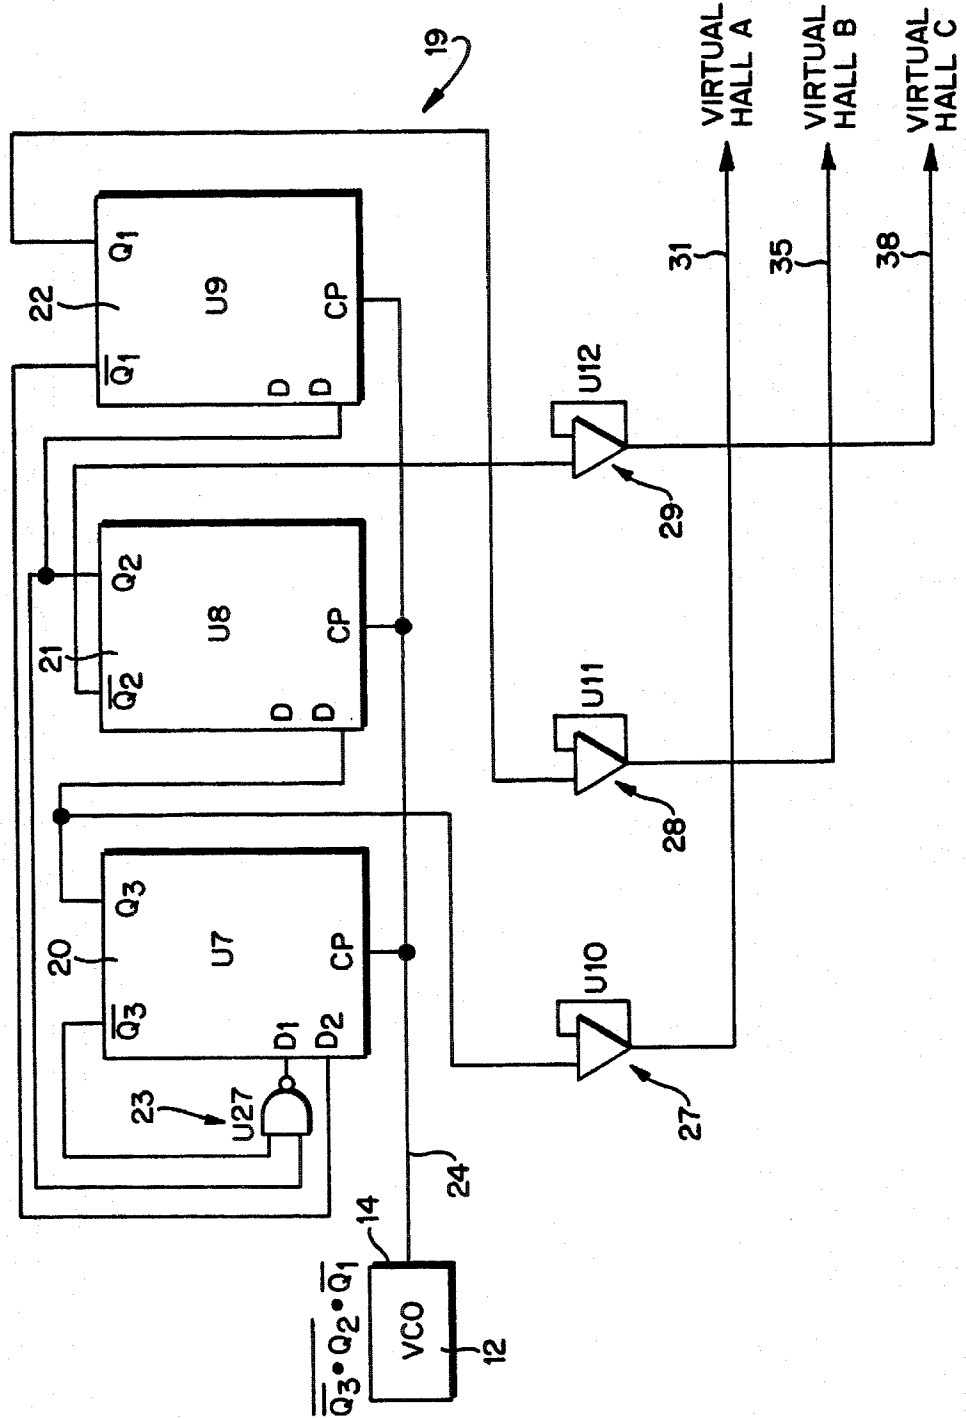 19
22
Q̅1
Q1
U9
D
D
CP
21
Q̅2
Q2
U8
D
D
CP
20
Q̅3
Q3
U7
D1
D2
CP
23
U27
24
14
VCO
12
\overline{Q̅3•Q2}•Q̅1
U10
27
U11
28
U12
29
31
VIRTUAL
HALL A
35
VIRTUAL
HALL B
38
VIRTUAL
HALL C